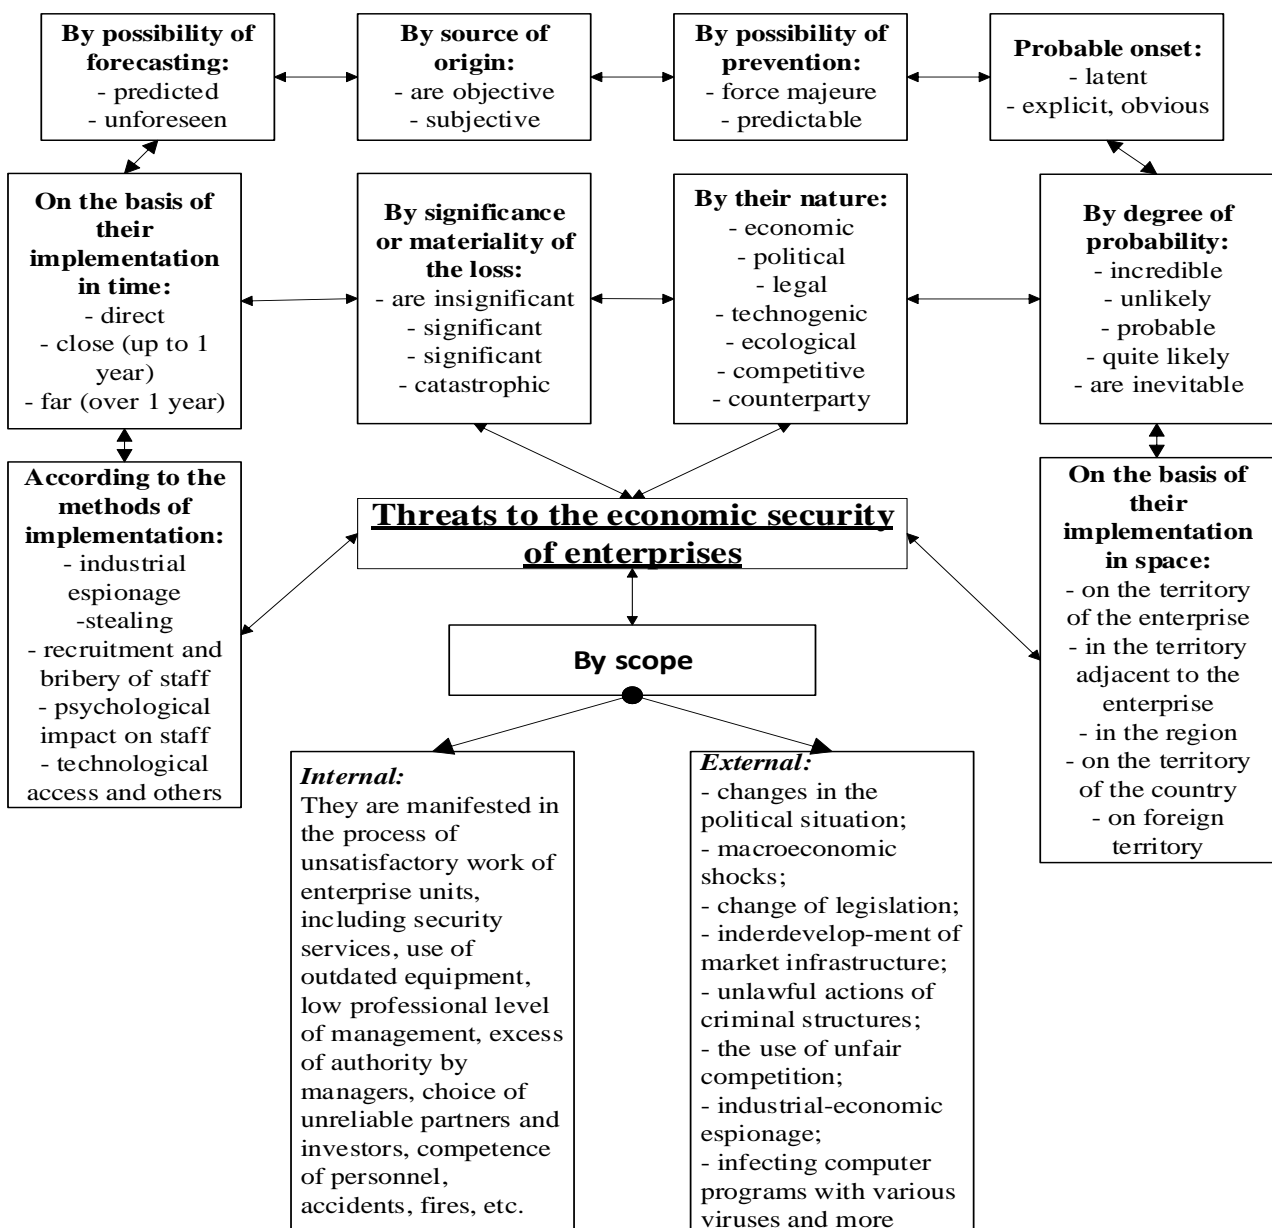 By possibility of
forecasting:
- predicted
- unforeseen
By source of
origin:
- are objective
- subjective
By possibility of
prevention:
- force majeure
- predictable
Probable onset:
- latent
- explicit, obvious
On the basis of
their
implementation
in time:
- direct
- close (up to 1
year)
- far (over 1 year)
By significance
or materiality of
the loss:
- are insignificant
- significant
- significant
- catastrophic
By their nature:
- economic
- political
- legal
- technogenic
- ecological
- competitive
- counterparty
By degree of
probability:
- incredible
- unlikely
- probable
- quite likely
- are inevitable
According to the
methods of
implementation:
- industrial
espionage
-stealing
- recruitment and
bribery of staff
- psychological
impact on staff
- technological
access and others
Threats to the economic security
of enterprises
On the basis of
their
implementation
in space:
- on the territory
of the enterprise
- in the territory
adjacent to the
enterprise
- in the region
- on the territory
of the country
- on foreign
territory
By scope
Internal:
They are manifested in
the process of
unsatisfactory work of
enterprise units,
including security
services, use of
outdated equipment,
low professional level
of management, excess
of authority by
managers, choice of
unreliable partners and
investors, competence
of personnel,
accidents, fires, etc.
External:
- changes in the
political situation;
- macroeconomic
shocks;
- change of legislation;
- inderdevelop-ment of
market infrastructure;
- unlawful actions of
criminal structures;
- the use of unfair
competition;
- industrial-economic
espionage;
- infecting computer
programs with various
viruses and more